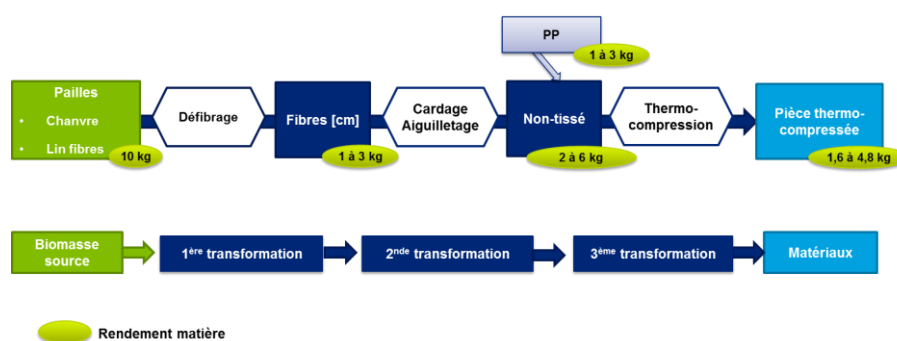 PP
1 à 3 kg
Pailles
• Chanvre
• Lin fibres
10 kg
Défibrage
Fibres [cm]
1 à 3 kg
Cardage
Aiguilletage
Non-tissé
2 à 6 kg
Thermo-
compression
Pièce thermo-
compressée
1,6 à 4,8 kg
Biomasse
source
1ère transformation
2nde transformation
3ème transformation
Matériaux
Rendement matière